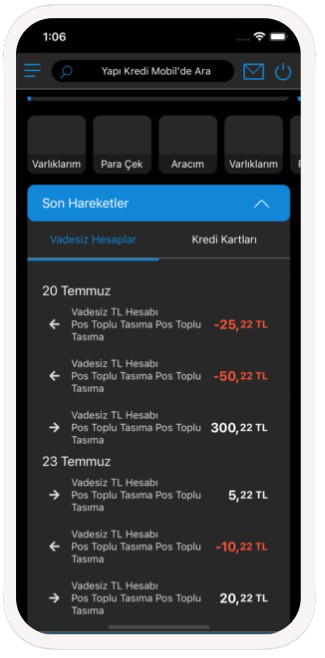 1:06
Yapı Kredi Mobil'de Ara
Varlıklarım
Para Çek
Aracım
Varlıklarım
Son Hareketler
Vadesiz Hesaplar
Kredi Kartları
20 Temmuz
Vadesiz TL Hesabı
Pos Toplu Tasıma Pos Toplu
Tasıma
-25,22 TL
Vadesiz TL Hesabı
Pos Toplu Tasıma Pos Toplu
Tasıma
-50,22 TL
Vadesiz TL Hesabı
Pos Toplu Tasıma Pos Toplu
Tasıma
300,22 TL
23 Temmuz
Vadesiz TL Hesabı
Pos Toplu Tasıma Pos Toplu
Tasıma
5,22 TL
Vadesiz TL Hesabı
Pos Toplu Tasıma Pos Toplu
Tasıma
-10,22 TL
Vadesiz TL Hesabı
Pos Toplu Tasıma Pos Toplu
Tasıma
20,22 TL